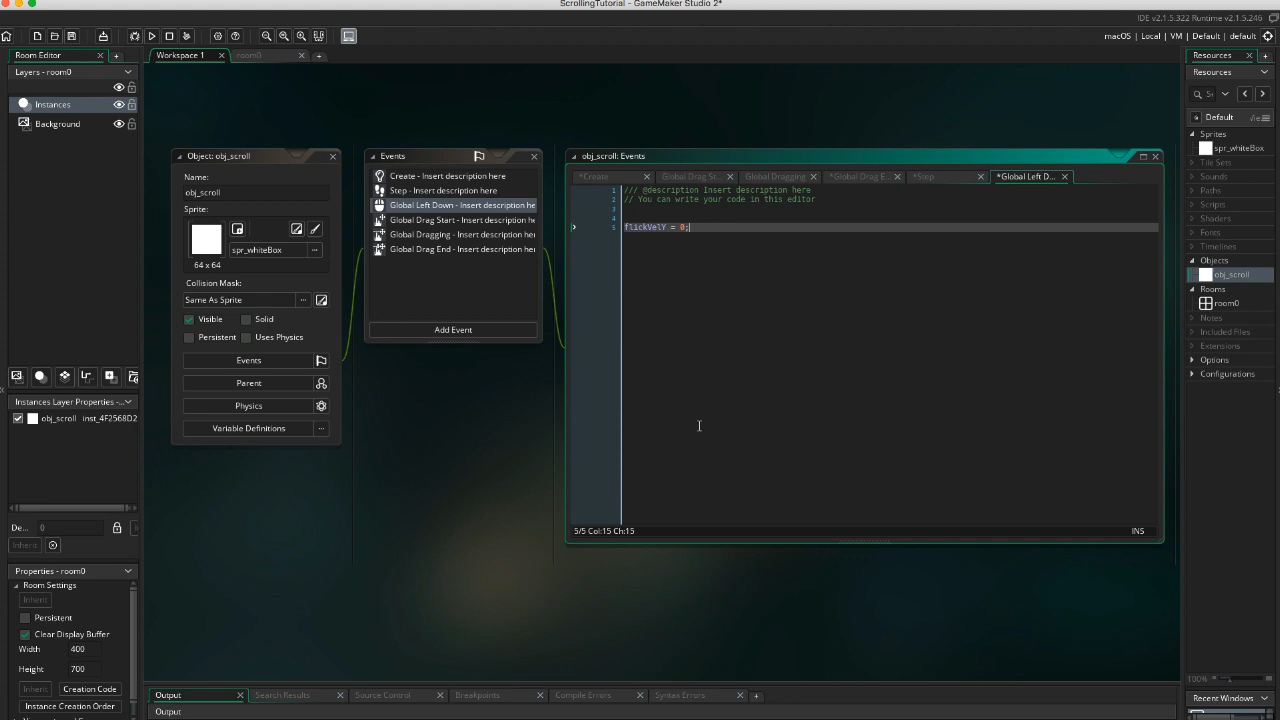 ScrollingTutorial - GameMaker Studio 2*
IDE v2.1.5.322 Runtime v2.1.5.246
macOS | Local | VM | Default | default
Room Editor
Workspace 1
room0
Resources
Layers - room0
Resources
Instances
Background
Default
Sprites
spr_whiteBox
Tile Sets
Sounds
Paths
Scripts
Shaders
Fonts
Timelines
Objects
obj_scroll
Rooms
room0
Notes
Included Files
Extensions
Options
Configurations
Object: obj_scroll
Name:
obj_scroll
Sprite:
spr_whiteBox
64 x 64
Collision Mask:
Same As Sprite
Visible
Solid
Persistent
Uses Physics
Events
Parent
Physics
Variable Definitions
Events
Create - Insert description here
Step - Insert description here
Global Left Down - Insert description he
Global Drag Start - Insert description he
Global Dragging - Insert description her
Global Drag End - Insert description her
Add Event
obj_scroll: Events
*Create
Global Drag St...
Global Dragging
*Global Drag E...
*Step
*Global Left D...
1 /// @description Insert description here
2 // You can write your code in this editor
3
4
5 flickVelY = 0;
5/5 Col:15 Ch:15
INS
Instances Layer Properties -...
obj_scroll inst_4F2568D2
De... 0
Inherit
Properties - room0
Room Settings
Inherit
Persistent
Clear Display Buffer
Width 400
Height 700
Inherit
Creation Code
Instance Creation Order
Output
Search Results
Source Control
Breakpoints
Compile Errors
Syntax Errors
Output
100%
Recent Windows